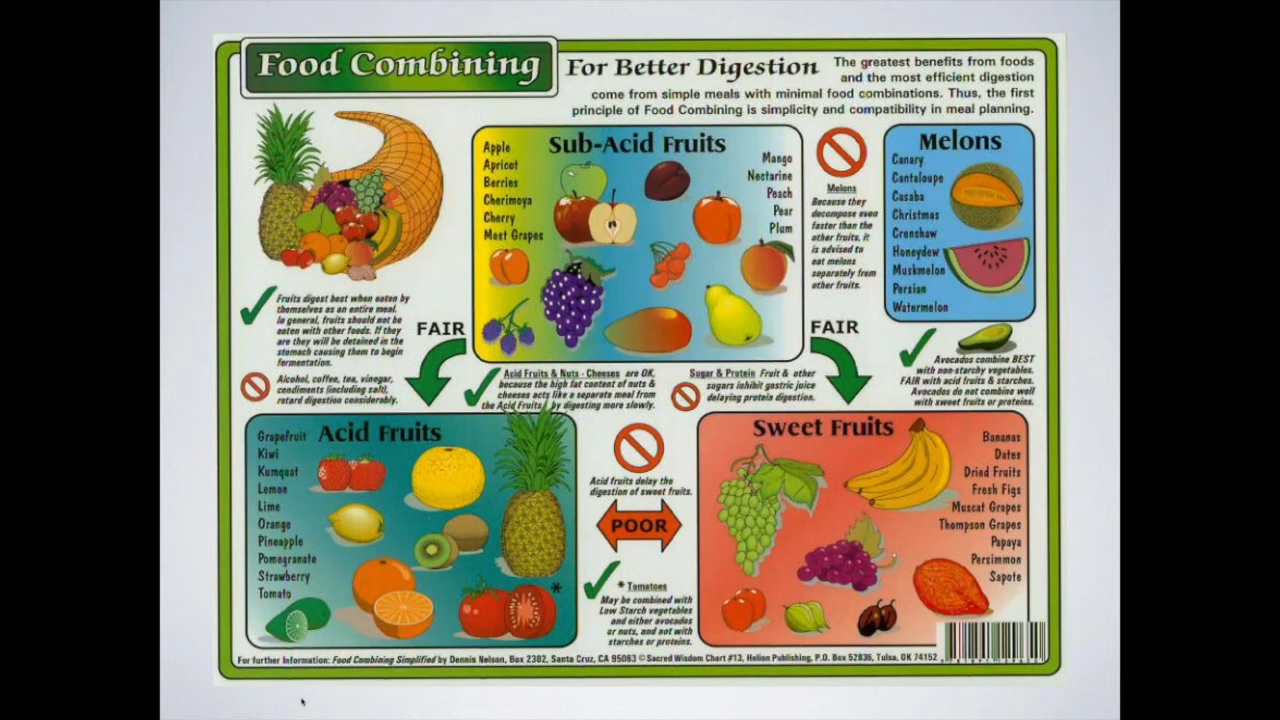 Food Combining
For Better Digestion
The greatest benefits from foods
and the most efficient digestion
come from simple meals with minimal food combinations. Thus, the first
principle of Food Combining is simplicity and compatibility in meal planning.
Sub-Acid Fruits
Apple
Apricot
Berries
Cherimoya
Cherry
Most Grapes
Mango
Nectarine
Peach
Pear
Plum
Melons
Because they
decompose even
faster than the
other fruits, it
is advised to
eat melons
separately from
other fruits.
Melons
Canary
Cantaloupe
Casaba
Christmas
Crenshaw
Honeydew
Muskmelon
Persian
Watermelon
Fruits digest best when eaten by
themselves as an entire meal.
In general, fruits should not be
eaten with other foods. If they
are they will be detained in the
stomach causing them to begin
fermentation.
Alcohol, coffee, tea, vinegar,
condiments (including salt),
retard digestion considerably.
FAIR
FAIR
Acid Fruits & Nuts - Cheeses are OK,
because the high fat content of nuts &
cheeses acts like a separate meal from
the Acid Fruits, by digesting more slowly.
Sugar & Protein Fruit & other
sugars inhibit gastric juice
delaying protein digestion.
Avocados combine BEST
with non-starchy vegetables.
FAIR with acid fruits & starches.
Avocados do not combine well
with sweet fruits or proteins.
Acid Fruits
Grapefruit
Kiwi
Kumquat
Lemon
Lime
Orange
Pineapple
Pomegranate
Strawberry
Tomato
*
Acid fruits delay the
digestion of sweet fruits.
POOR
* Tomatoes
May be combined with
Low Starch vegetables
and either avocados
or nuts, and not with
starches or proteins.
Sweet Fruits
Bananas
Dates
Dried Fruits
Fresh Figs
Muscat Grapes
Thompson Grapes
Papaya
Persimmon
Sapote
For further Information: Food Combining Simplified by Dennis Nelson, Box 2302, Santa Cruz, CA 95063 © Sacred Wisdom Chart #13, Helion Publishing, P.O. Box 52836, Tulsa, OK 74152